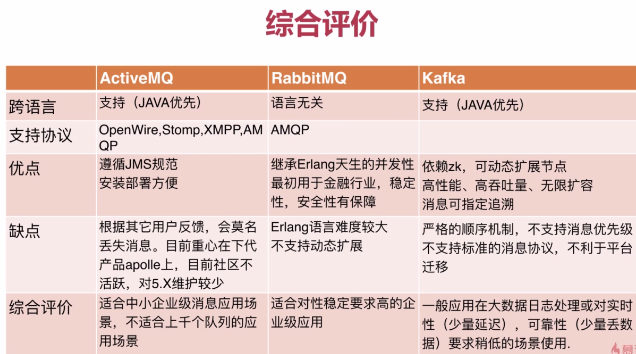 综合评价
ActiveMQ RabbitMQ Kafka
跨语言 支持（JAVA优先） 语言无关 支持（JAVA优先）
支持协议 OpenWire,Stomp,XMPP,AM
QP AMQP
优点 遵循JMS规范
安装部署方便
继承Erlang天生的并发性
最初用于金融行业，稳定
性，安全性有保障
依赖zk，可动态扩展节点
高性能、高吞吐量、无限扩容
消息可指定追溯
缺点 根据其它用户反馈，会莫名
丢失消息。目前重心在下代
产品apolle上，目前社区不
活跃，对5.X维护较少
Erlang语言难度较大
不支持动态扩展
严格的顺序机制，不支持消息优先级
不支持标准的消息协议，不利于平台
迁移
综合评价 适合中小企业级消息应用场
景，不适合上千个队列的应
用场景
适合对性稳定要求高的企
业级应用
一般应用在大数据日志处理或对实时
性（少量延迟），可靠性（少量丢数
据）要求稍低的场景使用.